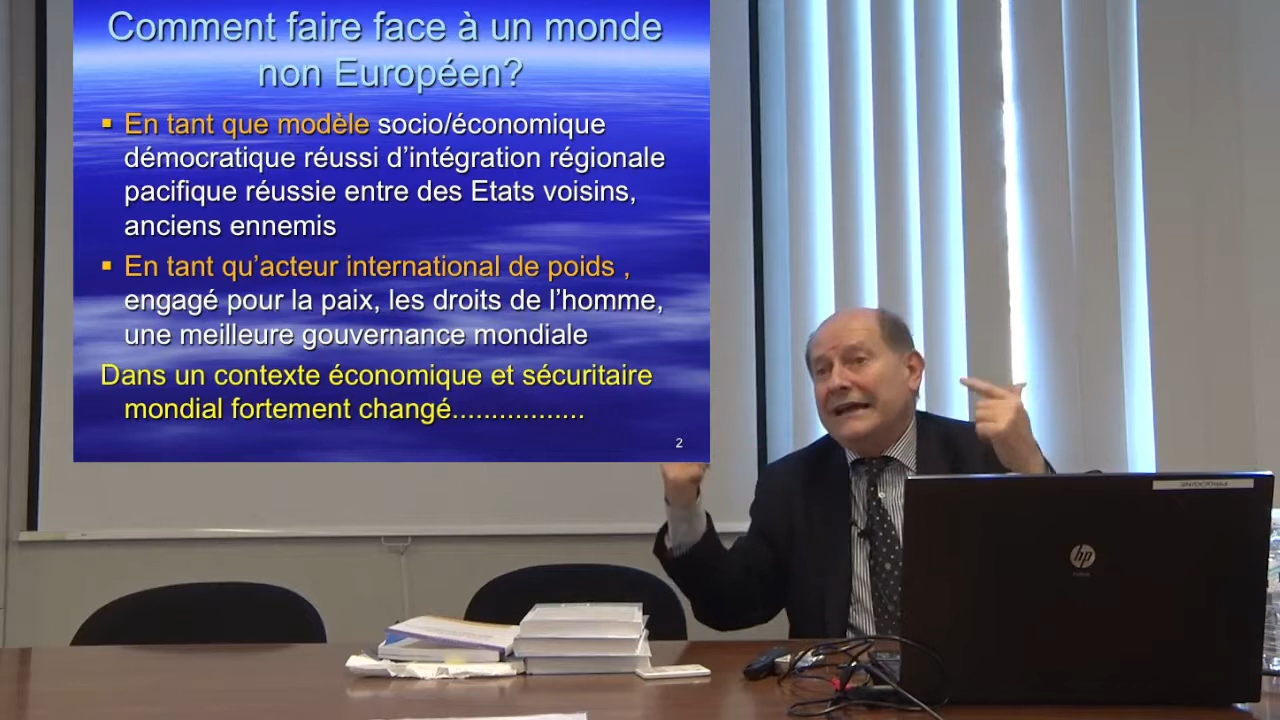 Comment faire face à un monde
non Européen?
▪ En tant que modèle socio/économique
démocratique réussi d’intégration régionale
pacifique réussie entre des Etats voisins,
anciens ennemis
▪ En tant qu’acteur international de poids ,
engagé pour la paix, les droits de l’homme,
une meilleure gouvernance mondiale
Dans un contexte économique et sécuritaire
mondial fortement changé.................
2
hp